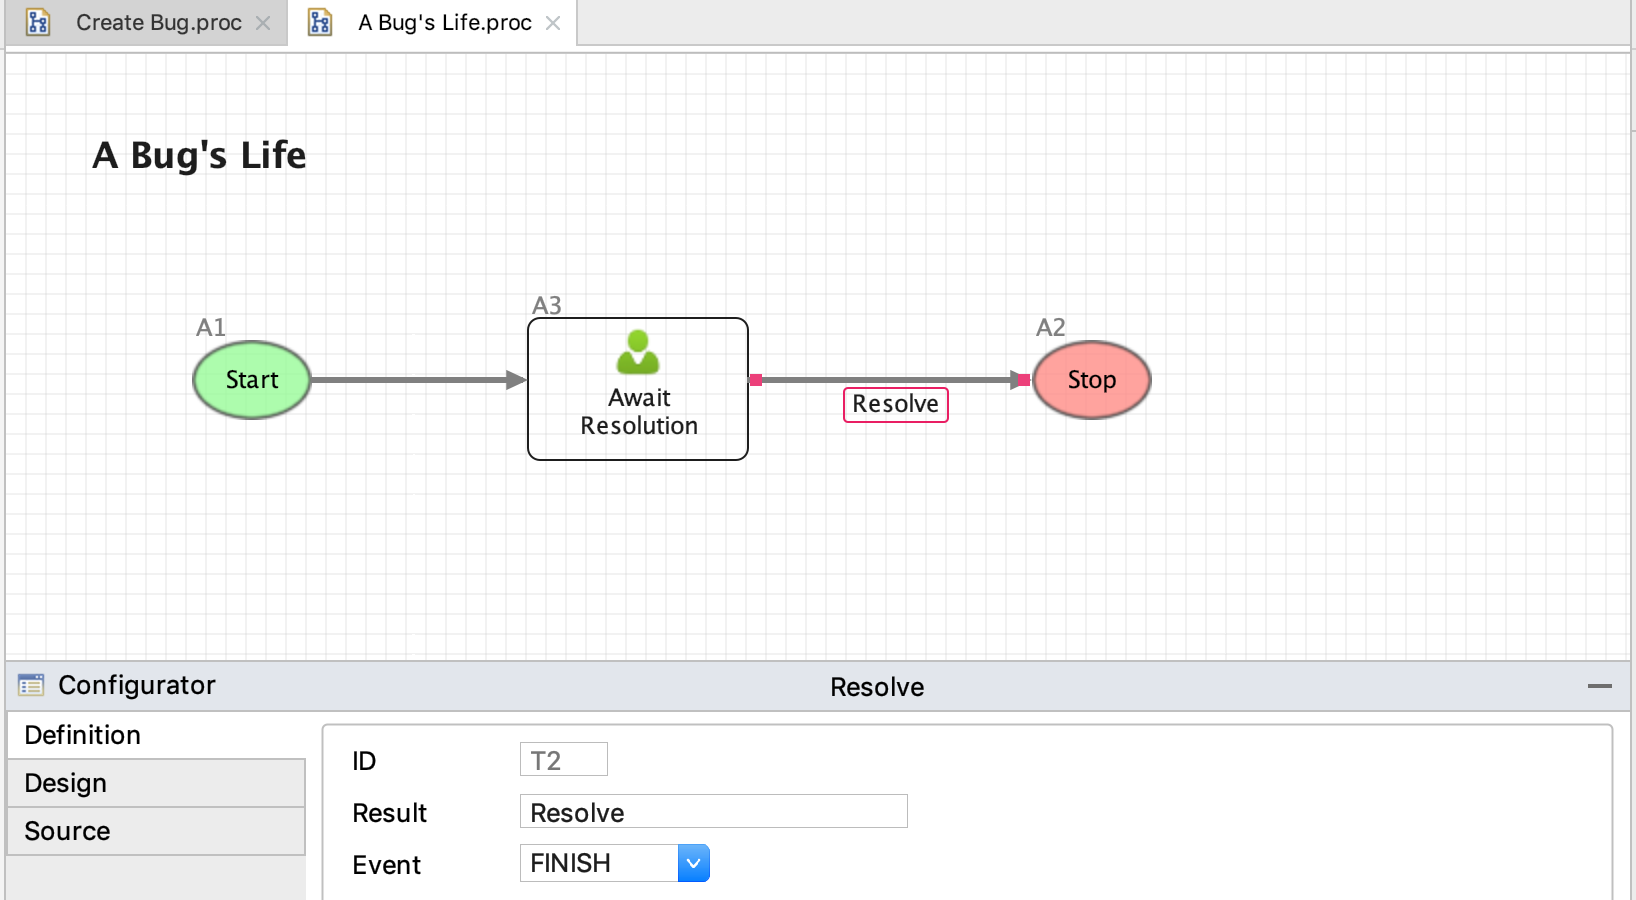 Create Bug.proc
A Bug's Life.proc
A Bug's Life
A1
Start
A3
Await
Resolution
Resolve
A2
Stop
Configurator
Resolve
Definition
Design
Source
ID
T2
Result
Resolve
Event
FINISH